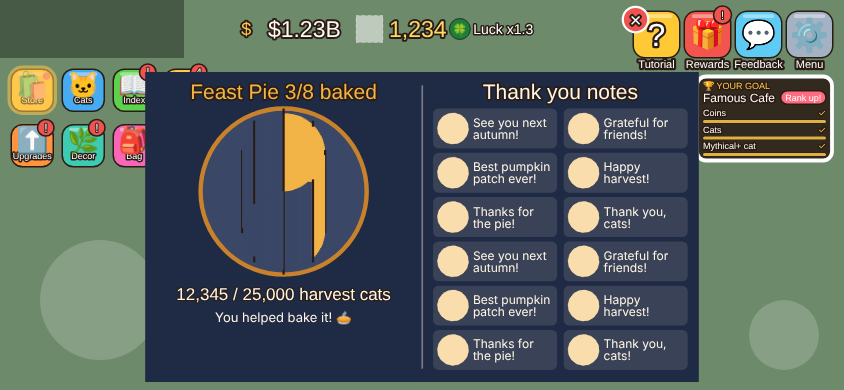 $ $1.23B 1,234 Luck x1.3
? ! 
Tutorial Rewards Feedback Menu
Store Cats Index
Upgrades Decor Bag
Feast Pie 3/8 baked
12,345 / 25,000 harvest cats
You helped bake it!
Thank you notes
See you next
autumn!
Grateful for
friends!
Best pumpkin
patch ever!
Happy
harvest!
Thanks for
the pie!
Thank you,
cats!
See you next
autumn!
Grateful for
friends!
Best pumpkin
patch ever!
Happy
harvest!
Thanks for
the pie!
Thank you,
cats!
YOUR GOAL
Famous Cafe Rank up!
Coins
Cats
Mythical+ cat